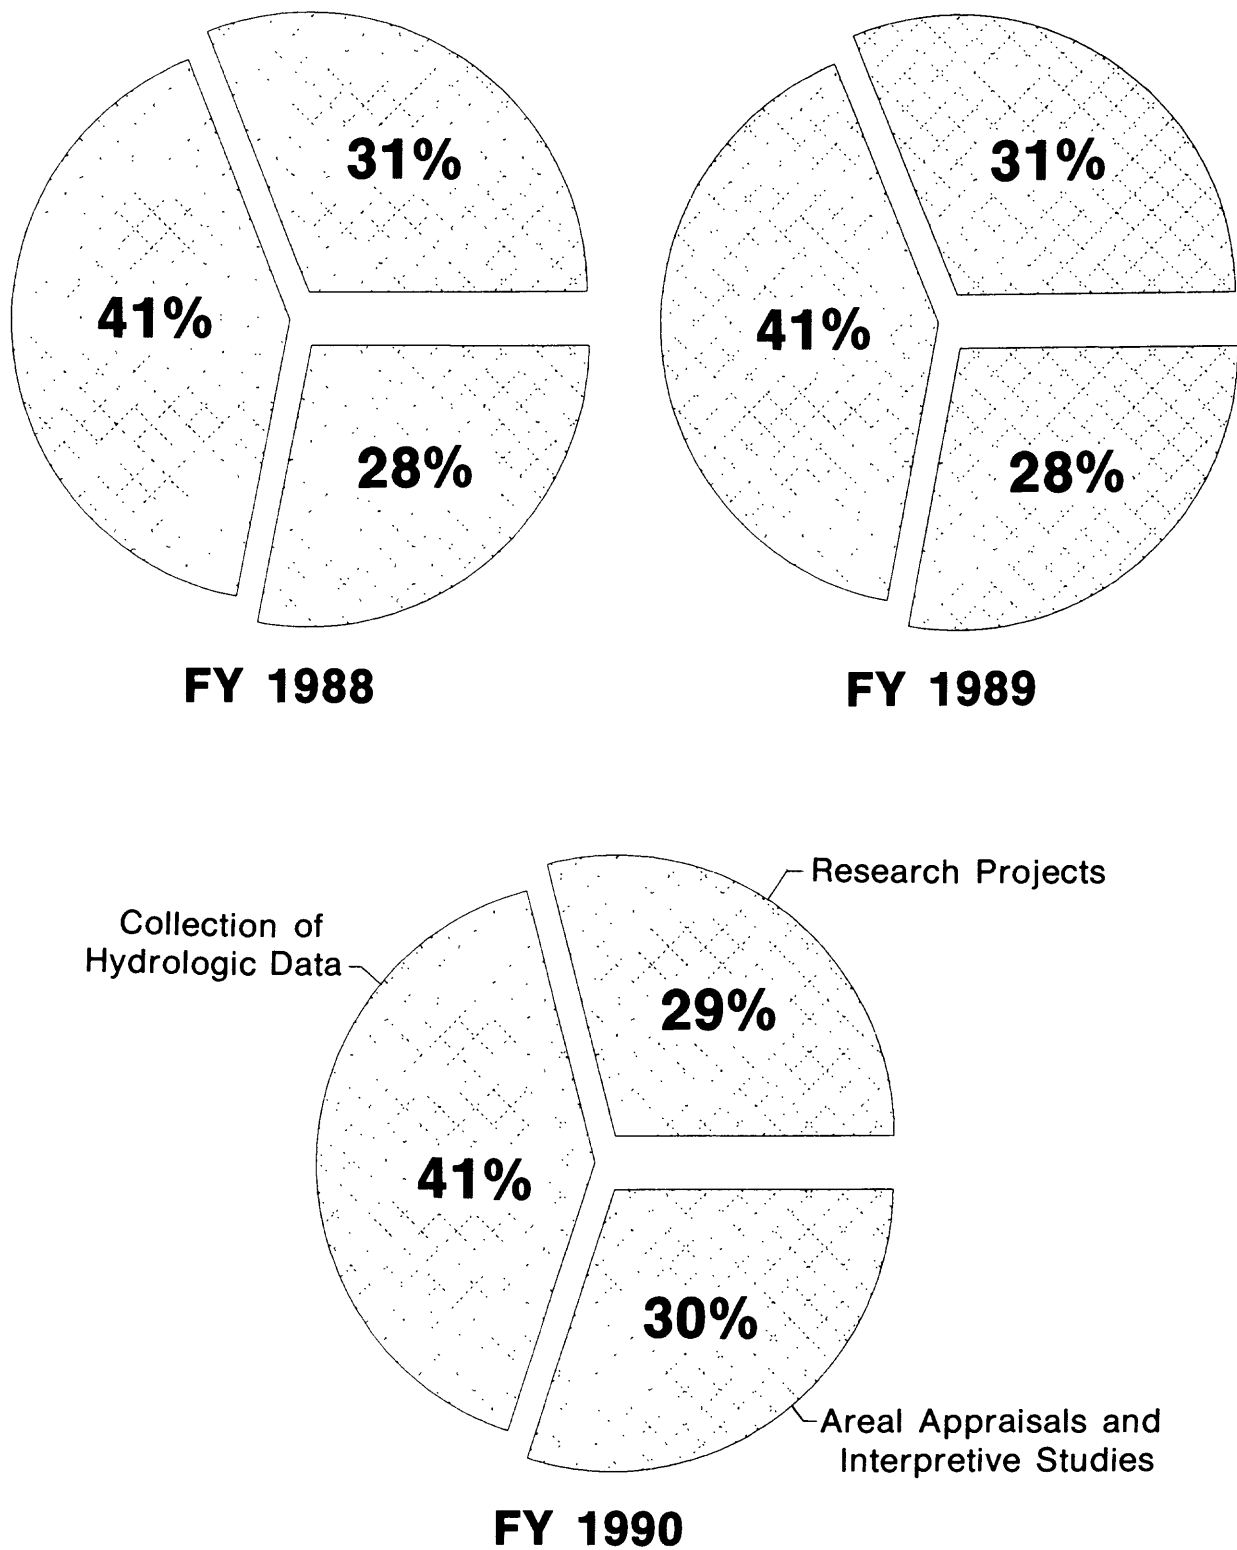 31%
41%
28%
FY 1988
31%
41%
28%
FY 1989
Research Projects
Collection of
Hydrologic Data
29%
41%
30%
Areal Appraisals and
Interpretive Studies
FY 1990